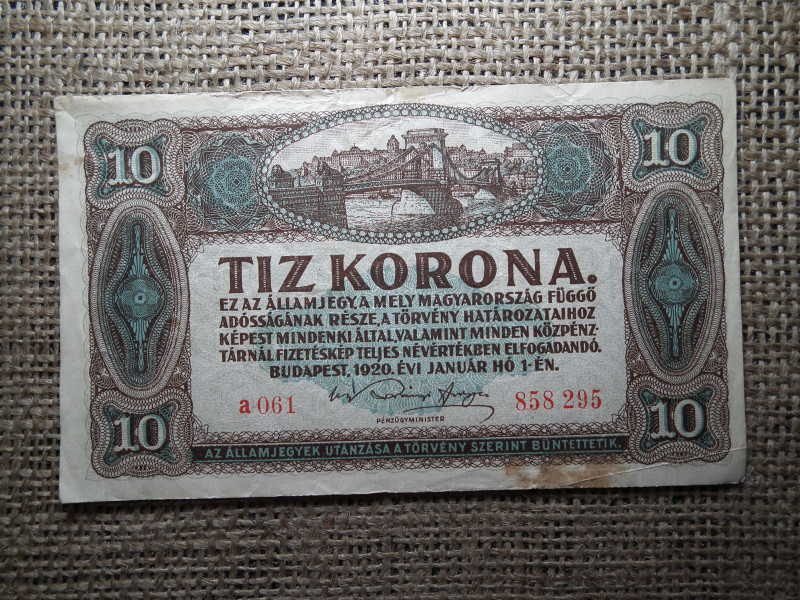 10 10
TIZ KORONA.
EZ AZ ÁLLAMJEGY, A MELY MAGYARORSZÁG FÜGGŐ
ADÓSSÁGÁNAK RÉSZE, A TÖRVÉNY HATÁROZATAIHOZ
KÉPEST MINDENKI ÁLTAL, VALAMINT MINDEN KÖZPÉNZ-
TÁRNÁL FIZETÉSKÉP TELJES NÉVÉRTÉKBEN ELFOGADANDÓ.
BUDAPEST, 1920. ÉVI JANUÁR HÓ 1-ÉN.
a 061 858 295
PÉNZÜGYMINISTER
10 10
AZ ÁLLAMJEGYEK UTÁNZÁSA A TÖRVÉNY SZERINT BÜNTETTETIK.